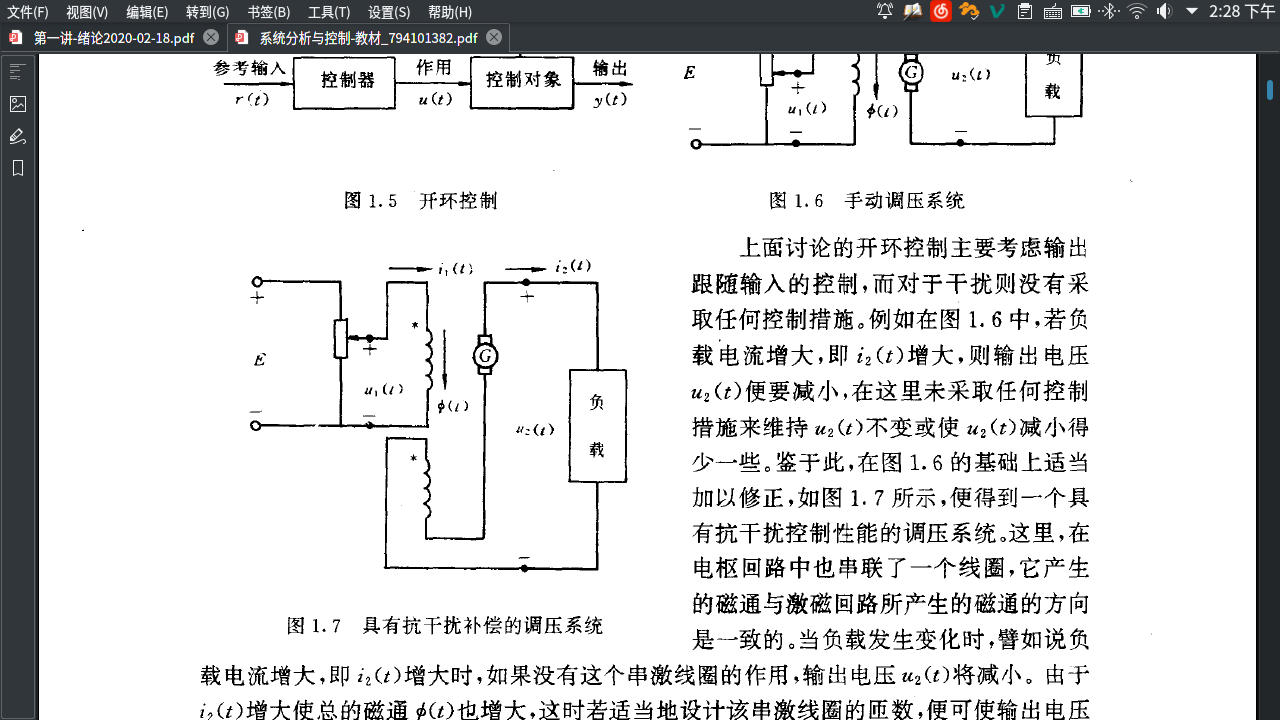 文件(F) 视图(V) 编辑(E) 转到(G) 书签(B) 工具(T) 设置(S) 帮助(H) 2:28 下午
第一讲-绪论2020-02-18.pdf 系统分析与控制-教材_794101382.pdf
参考输入 控制器 作用 控制对象 输出
r(t) u(t) y(t)
E + u₁(t) − φ(t) G u₂(t) − 负载
−
图 1.5 开环控制
图 1.6 手动调压系统
i₁(t) i₂(t)
+ +
* G
+
E u₁(t) φ(t) 负
− − u₂(t)
* 载
−
图 1.7 具有抗干扰补偿的调压系统
上面讨论的开环控制主要考虑输出
跟随输入的控制,而对于干扰则没有采
取任何控制措施。例如在图 1.6 中,若负
载电流增大,即 i₂(t)增大,则输出电压
u₂(t)便要减小,在这里未采取任何控制
措施来维持 u₂(t)不变或使 u₂(t)减小得
少一些。鉴于此,在图 1.6 的基础上适当
加以修正,如图 1.7 所示,便得到一个具
有抗干扰控制性能的调压系统。这里,在
电枢回路中也串联了一个线圈,它产生
的磁通与激磁回路所产生的磁通的方向
是一致的。当负载发生变化时,譬如说负
载电流增大,即 i₂(t)增大时,如果没有这个串激线圈的作用,输出电压 u₂(t)将减小。由于
i₂(t)增大使总的磁通 φ(t)也增大,这时若适当地设计该串激线圈的匝数,便可使输出电压